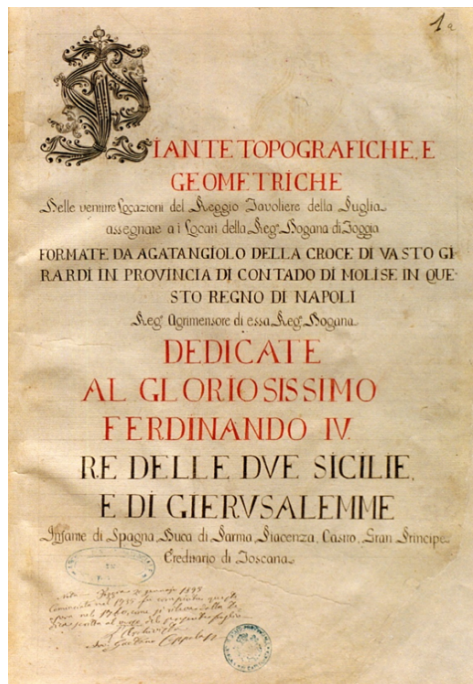 1a
PIANTE TOPOGRAFICHE, E
GEOMETRICHE
Delle ventitre Locazioni del Reggio Tavoliere della Puglia
assegnate a i Locati della Reg.ª Dogana di Foggia
FORMATE DA AGATANGIOLO DELLA CROCE DI VASTO GI
RARDI IN PROVINCIA DI CONTADO DI MOLISE IN QUE
STO REGNO DI NAPOLI
Reg.º Agrimensore di essa Reg.ª Dogana
DEDICATE
AL GLORIOSISSIMO
FERDINANDO IV.
RE DELLE DVE SICILIE,
E DI GIERVSALEMME
Infante di Spagna Duca di Parma Piacenza, Castro, Gran Principe
Ereditario di Toscana